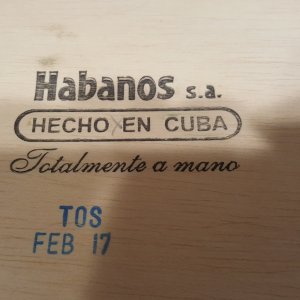 Habanos s.a.
HECHO EN CUBA
Totalmente a mano
TOS
FEB 17